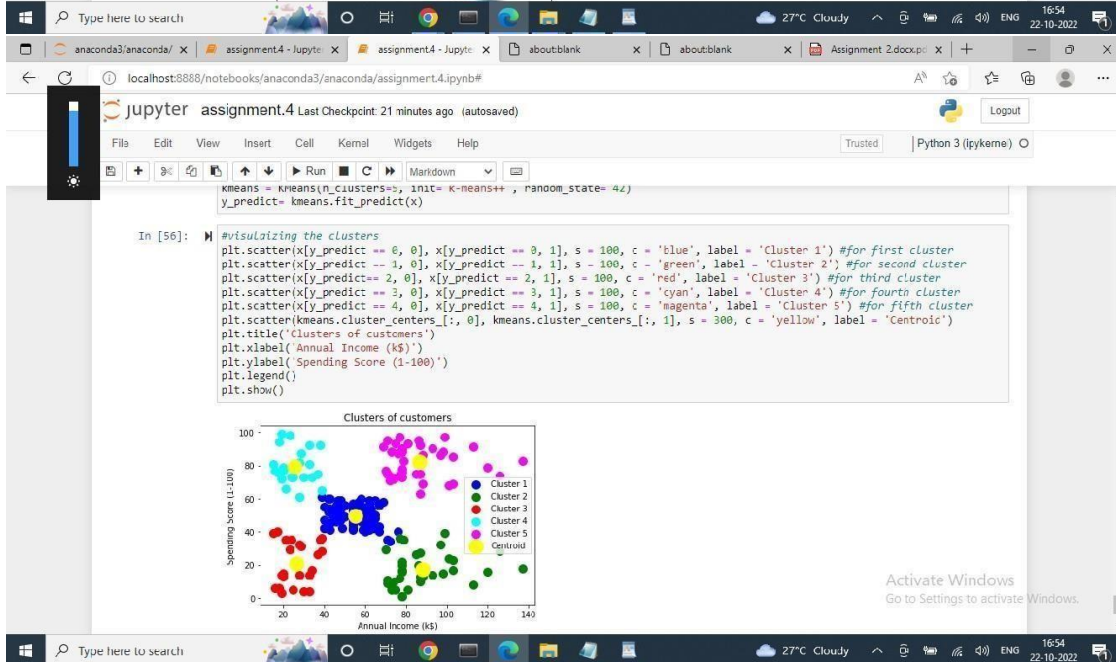 Type here to search
27°C Cloudy ENG 16:54
22-10-2022
anaconda3/anaconda/ assignment.4 - Jupyte assignment.4 - Jupyte about:blank about:blank Assignment 2.docx.pd
localhost:8888/notebooks/anaconda3/anaconda/assignment.4.ipynb#
jupyter assignment.4 Last Checkpoint: 21 minutes ago (autosaved)
Logout
File Edit View Insert Cell Kernel Widgets Help
Trusted Python 3 (ipykernel)
Run Markdown
kmeans = KMeans(n_clusters=5, init= k-means++ , random_state= 42)
y_predict= kmeans.fit_predict(x)
In [56]:
#visulaizing the clusters
plt.scatter(x[y_predict == 0, 0], x[y_predict == 0, 1], s = 100, c = 'blue', label = 'Cluster 1') #for first cluster
plt.scatter(x[y_predict == 1, 0], x[y_predict == 1, 1], s = 100, c = 'green', label = 'Cluster 2') #for second cluster
plt.scatter(x[y_predict== 2, 0], x[y_predict == 2, 1], s = 100, c = 'red', label = 'Cluster 3') #for third cluster
plt.scatter(x[y_predict == 3, 0], x[y_predict == 3, 1], s = 100, c = 'cyan', label = 'Cluster 4') #for fourth cluster
plt.scatter(x[y_predict == 4, 0], x[y_predict == 4, 1], s = 100, c = 'magenta', label = 'Cluster 5') #for fifth cluster
plt.scatter(kmeans.cluster_centers_[:, 0], kmeans.cluster_centers_[:, 1], s = 300, c = 'yellow', label = 'Centroid')
plt.title('Clusters of customers')
plt.xlabel('Annual Income (k$)')
plt.ylabel('Spending Score (1-100)')
plt.legend()
plt.show()
Clusters of customers
100
80
60
40
20
0
Spending Score (1-100)
Cluster 1
Cluster 2
Cluster 3
Cluster 4
Cluster 5
Centroid
20 40 60 80 100 120 140
Annual Income (k$)
Activate Windows
Go to Settings to activate Windows.
Type here to search
27°C Cloudy ENG 16:54
22-10-2022